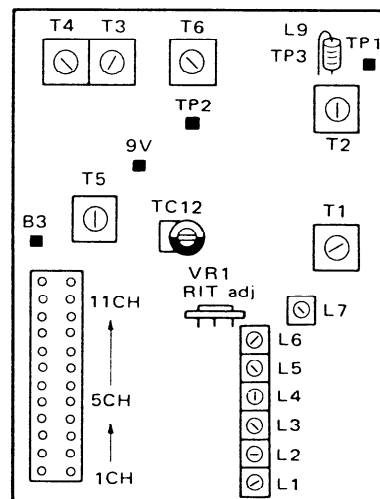 T4 T3 T6 L9
TP3 TP1
TP2 T2
9V
B3 T5 TC12 T1
VR1
RIT adj
11CH L7
L6
L5
5CH L4
L3
L2
1CH L1